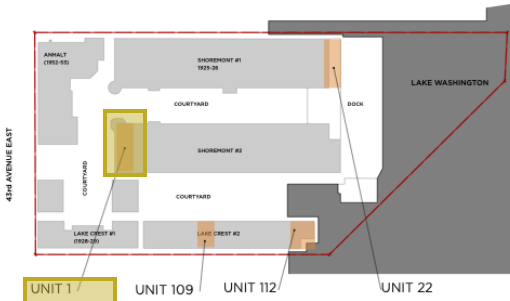 ANHALT
(1952-53)
SHOREMONT #1
1925-26
LAKE WASHINGTON
COURTYARD
DOCK
43rd AVENUE EAST
SHOREMONT #2
COURTYARD
COURTYARD
LAKE CREST #1
(1928-29)
LAKE CREST #2
UNIT 1
UNIT 109
UNIT 112
UNIT 22